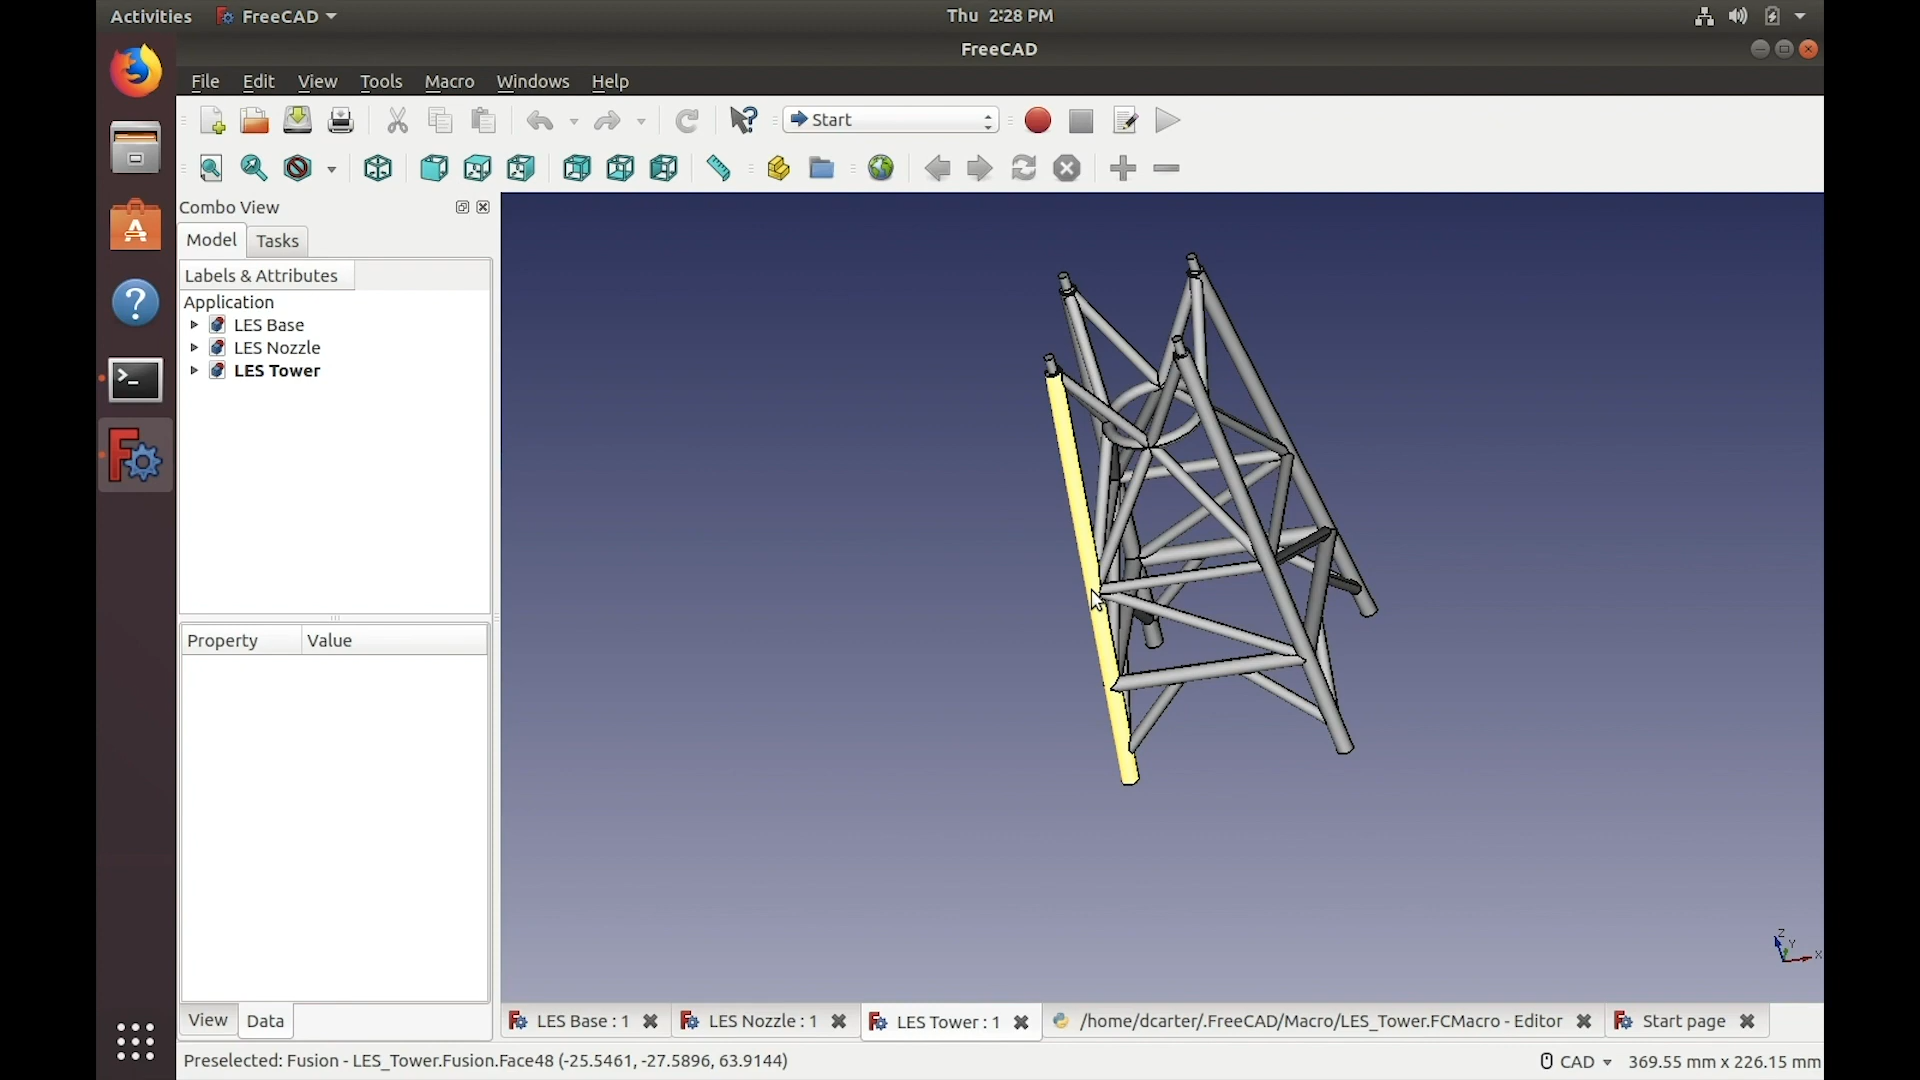 Activities FreeCAD Thu 2:28 PM
FreeCAD
File Edit View Tools Macro Windows Help
Start
Combo View
Model Tasks
Labels & Attributes
Application
LES Base
LES Nozzle
LES Tower
Property Value
Z
Y
X
View Data
LES Base : 1 LES Nozzle : 1 LES Tower : 1 /home/dcarter/.FreeCAD/Macro/LES_Tower.FCMacro - Editor Start page
Preselected: Fusion - LES_Tower.Fusion.Face48 (-25.5461, -27.5896, 63.9144) CAD 369.55 mm x 226.15 mm